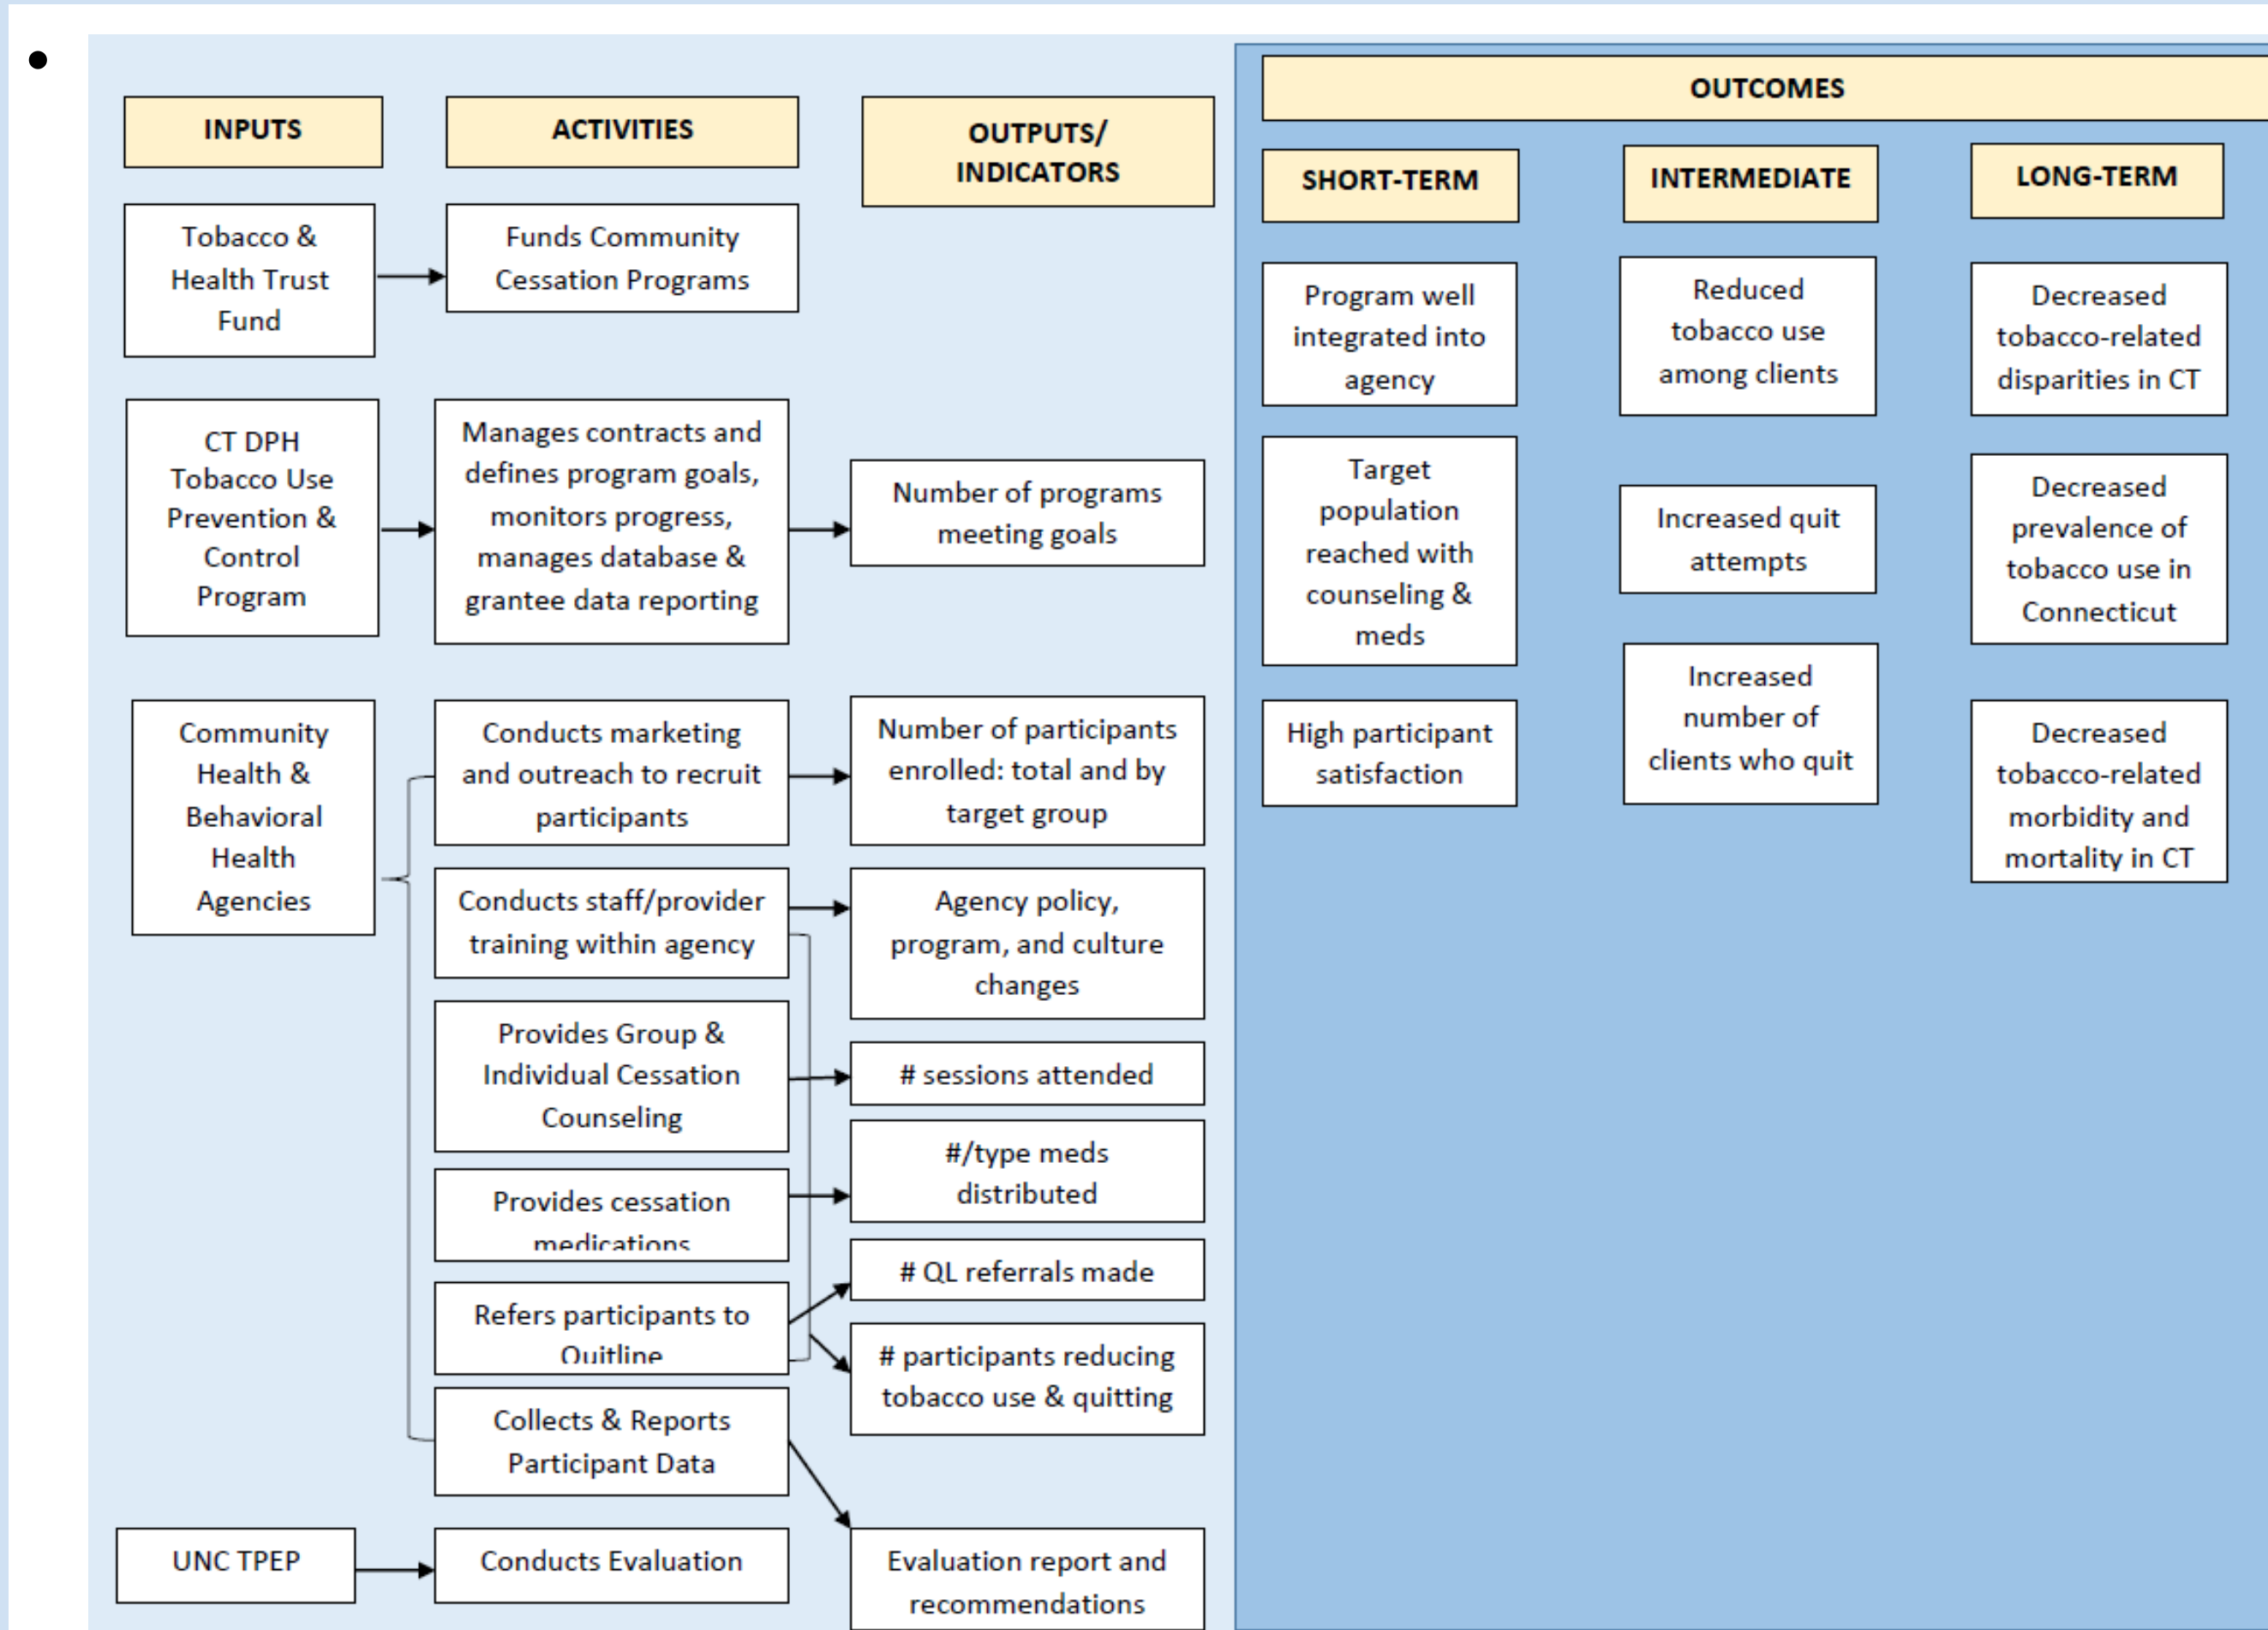 INPUTS
ACTIVITIES
OUTPUTS/
INDICATORS
OUTCOMES
SHORT-TERM
INTERMEDIATE
LONG-TERM
Tobacco &
Health Trust
Fund
Funds Community
Cessation Programs
CT DPH
Tobacco Use
Prevention &
Control
Program
Manages contracts and
defines program goals,
monitors progress,
manages database &
grantee data reporting
Number of programs
meeting goals
Community
Health &
Behavioral
Health
Agencies
Conducts marketing
and outreach to recruit
participants
Number of participants
enrolled: total and by
target group
Conducts staff/provider
training within agency
Agency policy,
program, and culture
changes
Provides Group &
Individual Cessation
Counseling
# sessions attended
Provides cessation
medications
#/type meds
distributed
Refers participants to
Quitline
# QL referrals made
# participants reducing
tobacco use & quitting
Collects & Reports
Participant Data
UNC TPEP
Conducts Evaluation
Evaluation report and
recommendations
Program well
integrated into
agency
Target
population
reached with
counseling &
meds
High participant
satisfaction
Reduced
tobacco use
among clients
Increased quit
attempts
Increased
number of
clients who quit
Decreased
tobacco-related
disparities in CT
Decreased
prevalence of
tobacco use in
Connecticut
Decreased
tobacco-related
morbidity and
mortality in CT